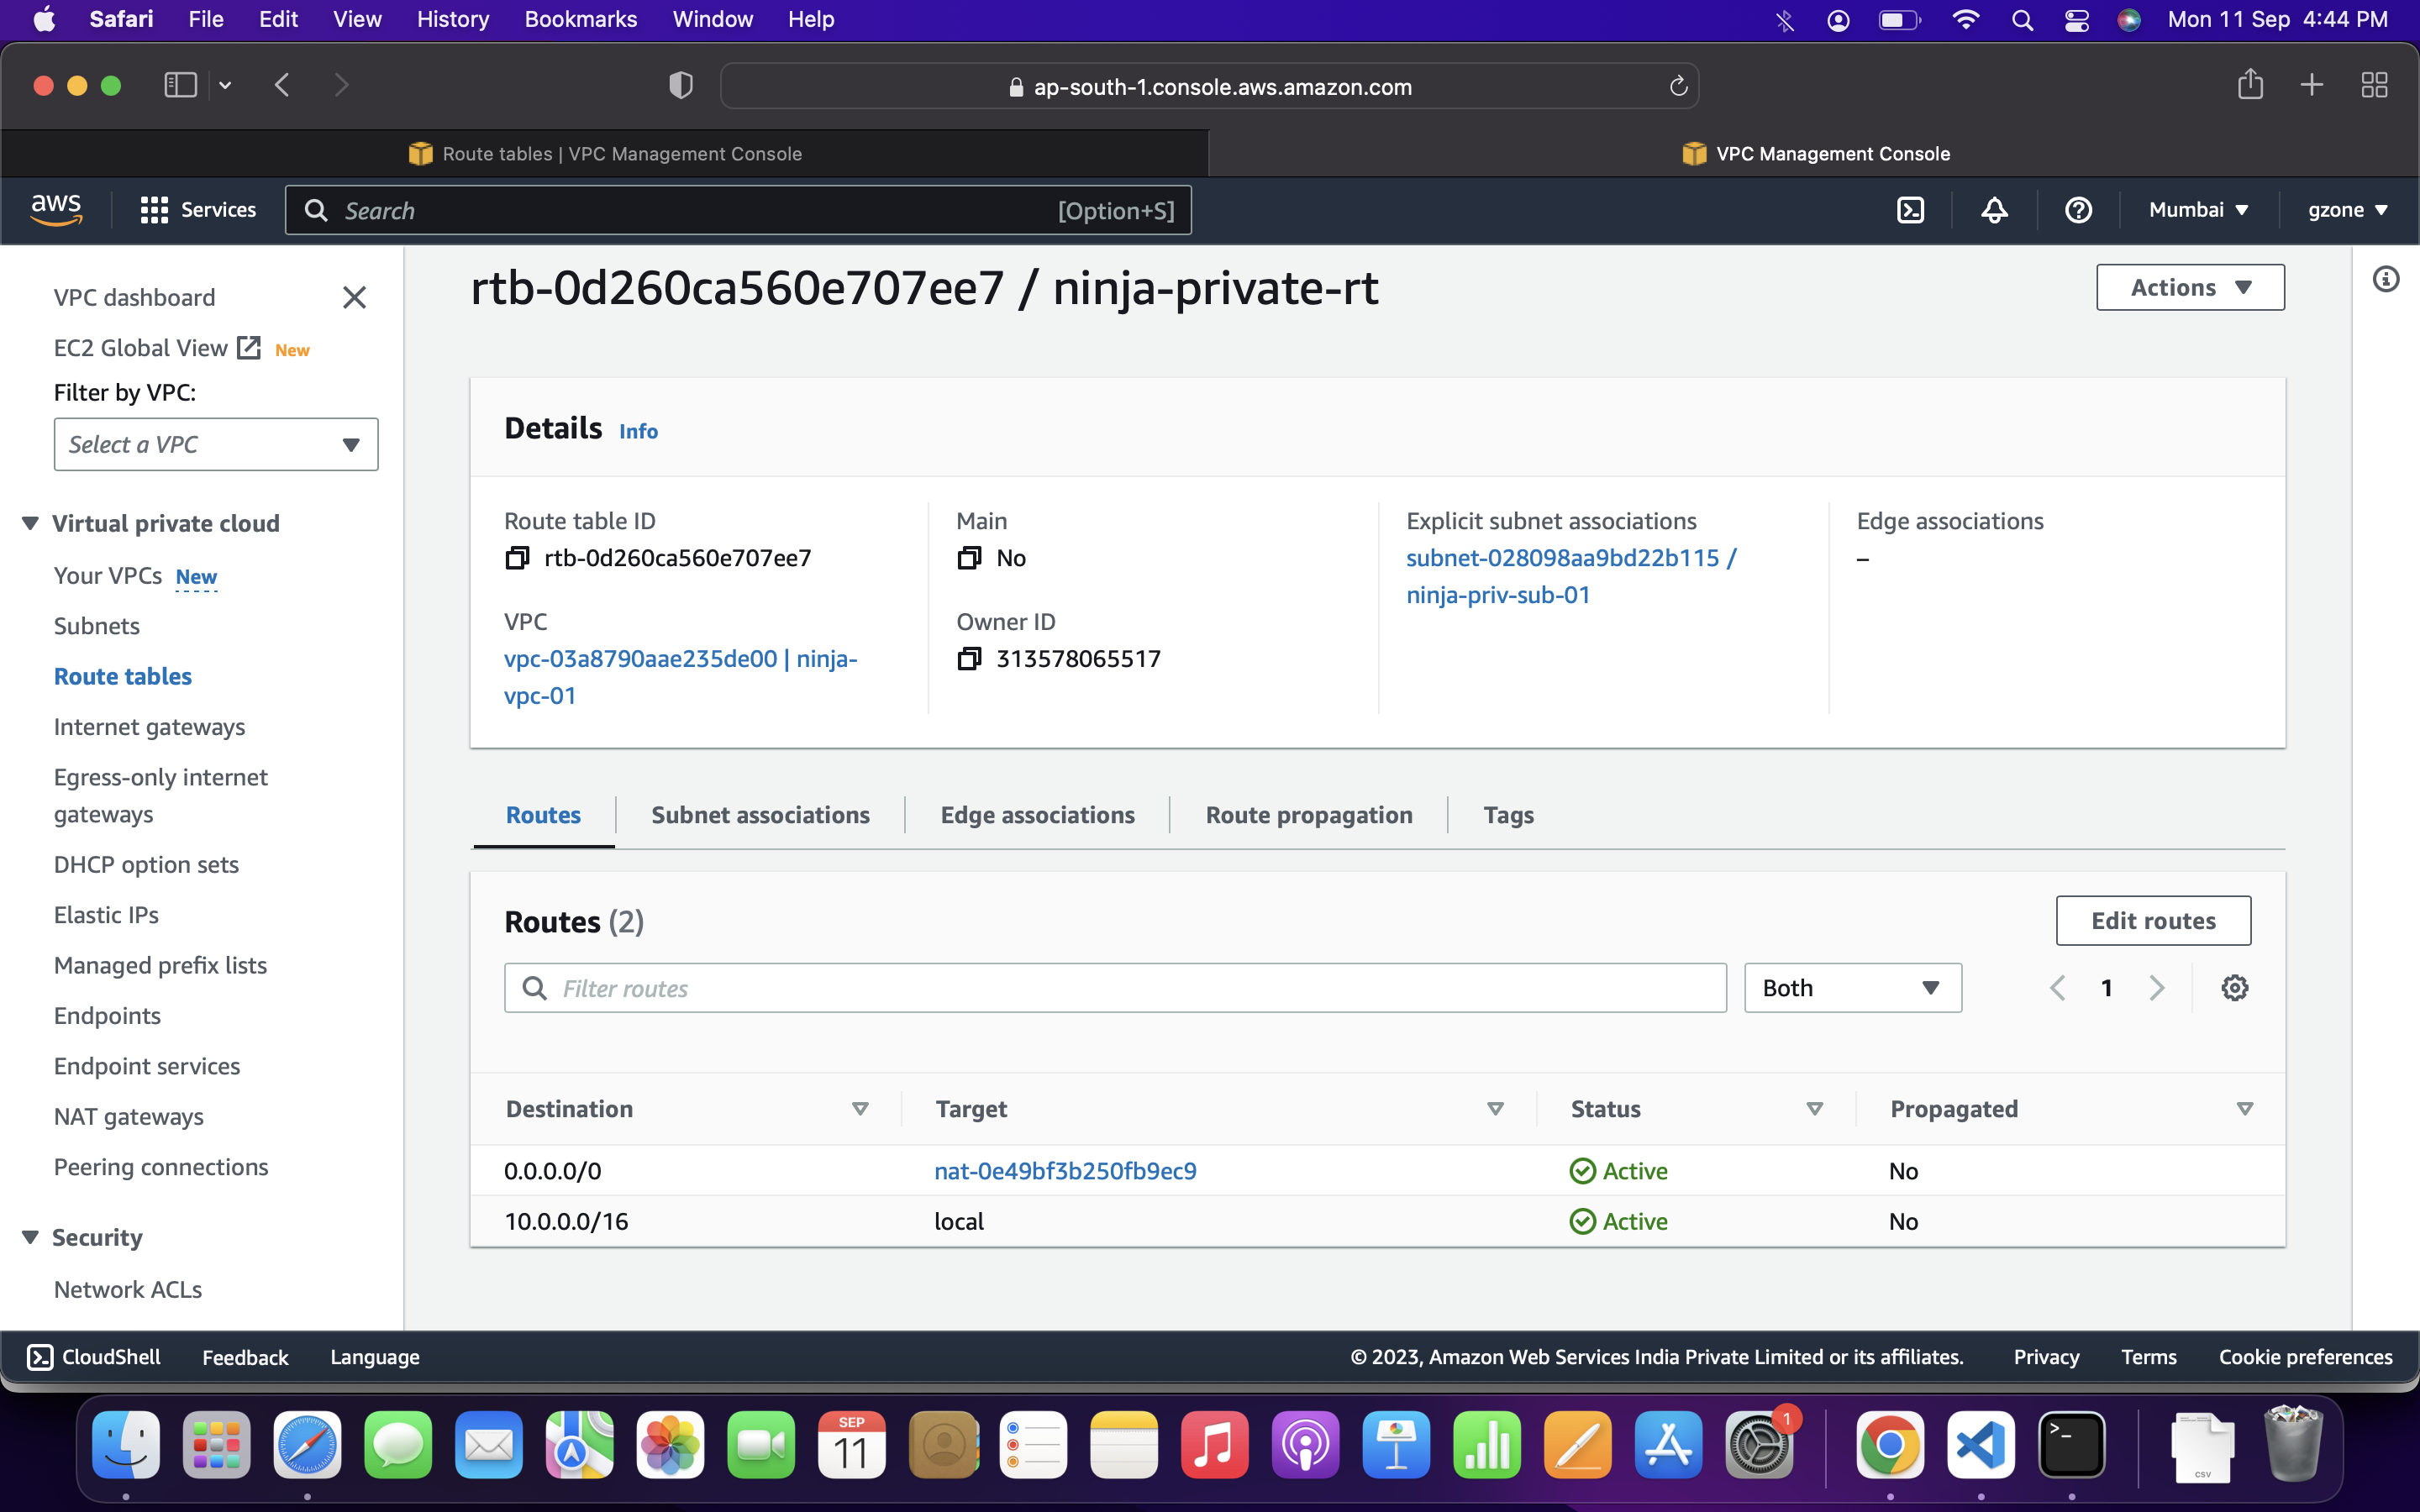 Safari File Edit View History Bookmarks Window Help Mon 11 Sep 4:44 PM
ap-south-1.console.aws.amazon.com
Route tables | VPC Management Console
VPC Management Console
aws Services Search [Option+S] Mumbai gzone
VPC dashboard
EC2 Global View New
Filter by VPC:
Select a VPC
Virtual private cloud
Your VPCs New
Subnets
Route tables
Internet gateways
Egress-only internet
gateways
DHCP option sets
Elastic IPs
Managed prefix lists
Endpoints
Endpoint services
NAT gateways
Peering connections
Security
Network ACLs
rtb-0d260ca560e707ee7 / ninja-private-rt
Actions
Details Info
Route table ID
rtb-0d260ca560e707ee7
VPC
vpc-03a8790aae235de00 | ninja-
vpc-01
Main
No
Owner ID
313578065517
Explicit subnet associations
subnet-028098aa9bd22b115 /
ninja-priv-sub-01
Edge associations
–
Routes Subnet associations Edge associations Route propagation Tags
Routes (2)
Edit routes
Filter routes
Both
1
Destination Target Status Propagated
0.0.0.0/0 nat-0e49bf3b250fb9ec9 Active No
10.0.0.0/16 local Active No
CloudShell Feedback Language © 2023, Amazon Web Services India Private Limited or its affiliates. Privacy Terms Cookie preferences
SEP
11
1
>_
CSV